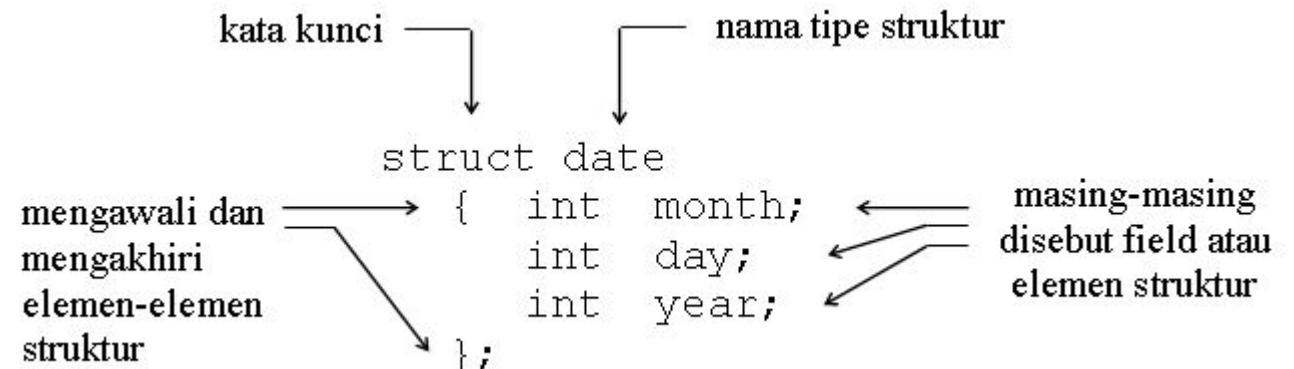 kata kunci
nama tipe struktur
struct date
mengawali dan
mengakhiri
elemen-elemen
struktur
{ int month;
int day;
int year;
};
masing-masing
disebut field atau
elemen struktur